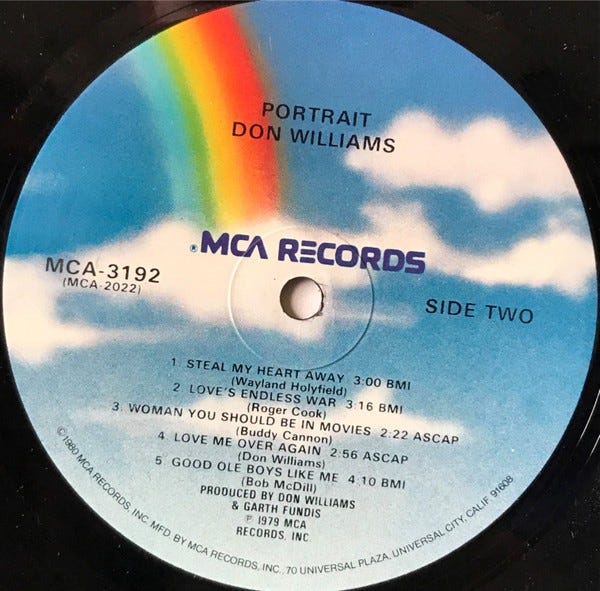 PORTRAIT
DON WILLIAMS
® MCA RECORDS
MCA-3192
(MCA-2022)
SIDE TWO
1. STEAL MY HEART AWAY 3:00 BMI
(Wayland Holyfield)
2 LOVE'S ENDLESS WAR 3:16 BMI
(Roger Cook)
3. WOMAN YOU SHOULD BE IN MOVIES 2:22 ASCAP
(Buddy Cannon)
4. LOVE ME OVER AGAIN 2:56 ASCAP
(Don Williams)
5. GOOD OLE BOYS LIKE ME 4:10 BMI
(Bob McDill)
PRODUCED BY DON WILLIAMS
& GARTH FUNDIS
℗ 1979 MCA
RECORDS, INC.
©1980 MCA RECORDS, INC. MFD. BY MCA RECORDS, INC., 70 UNIVERSAL PLAZA, UNIVERSAL CITY, CALIF. 91608